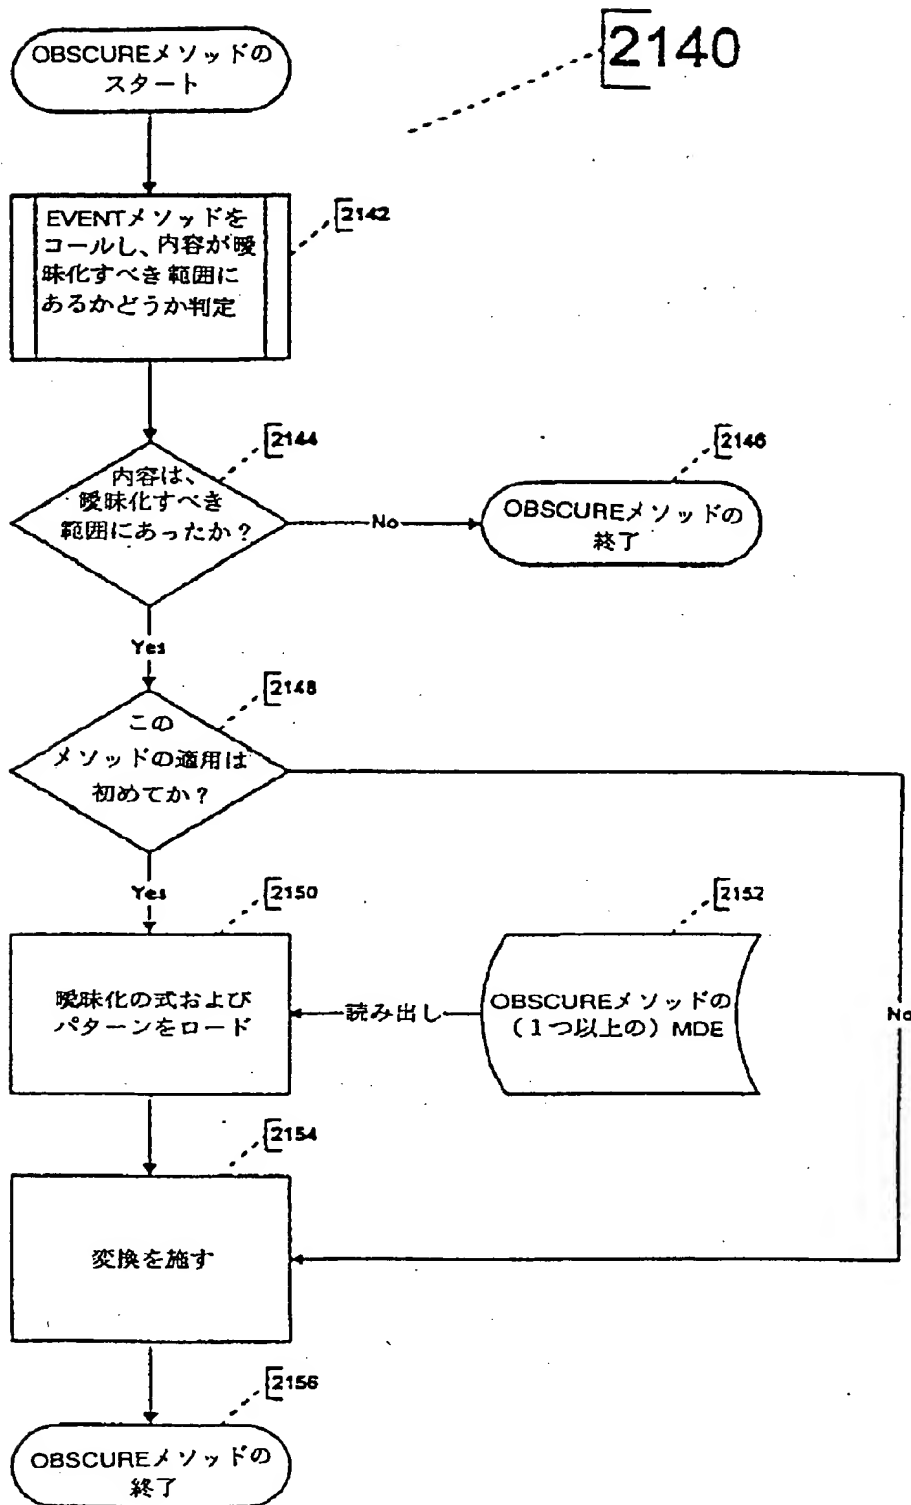 OBSCUREメソッドの
スタート
2140
EVENTメソッドを
コールし、内容が曖
昧化すべき範囲に
あるかどうか判定
2142
2144
内容は、
曖昧化すべき
範囲にあったか?
No
2146
OBSCUREメソッドの
終了
Yes
2148
この
メソッドの適用は
初めてか?
Yes
2150
曖昧化の式および
パターンをロード
読み出し
2152
OBSCUREメソッドの
(1つ以上の) MDE
No
2154
変換を施す
2156
OBSCUREメソッドの
終了